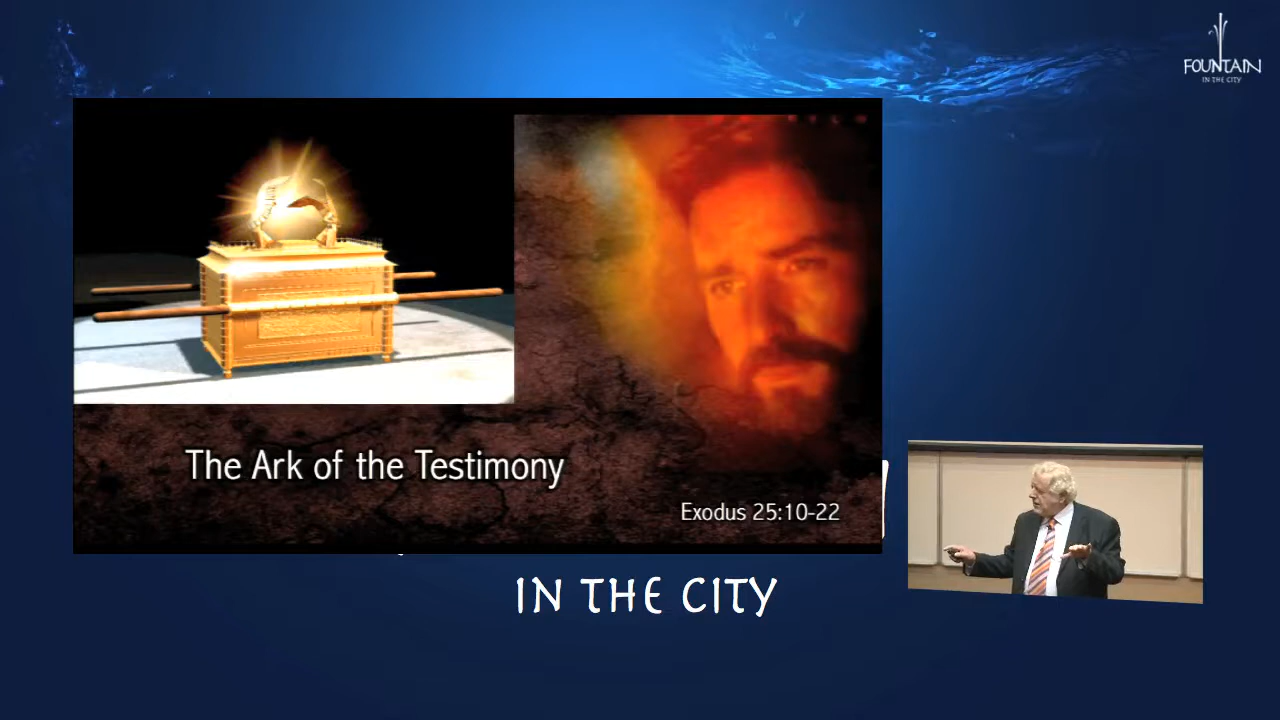 FOUNTAIN
IN THE CITY
The Ark of the Testimony
Exodus 25:10-22
IN THE CITY